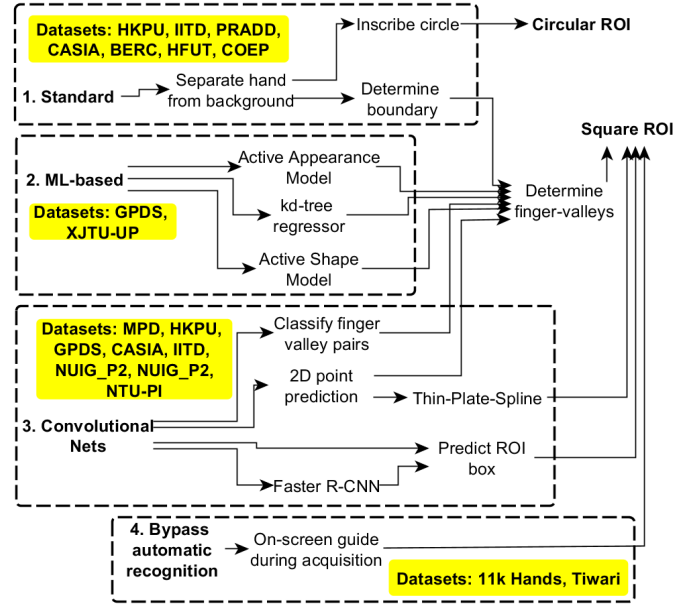 Datasets: HKPU, IITD, PRADD,
CASIA, BERC, HFUT, COEP
Inscribe circle
Circular ROI
1. Standard
Separate hand
from background
Determine
boundary
Square ROI
2. ML-based
Datasets: GPDS,
XJTU-UP
Active Appearance
Model
kd-tree
regressor
Active Shape
Model
Determine
finger-valleys
Datasets: MPD, HKPU,
GPDS, CASIA, IITD,
NUIG_P2, NUIG_P2,
NTU-PI
Classify finger
valley pairs
2D point
prediction
Thin-Plate-Spline
3. Convolutional
Nets
Predict ROI
box
Faster R-CNN
4. Bypass
automatic
recognition
On-screen guide
during acquisition
Datasets: 11k Hands, Tiwari